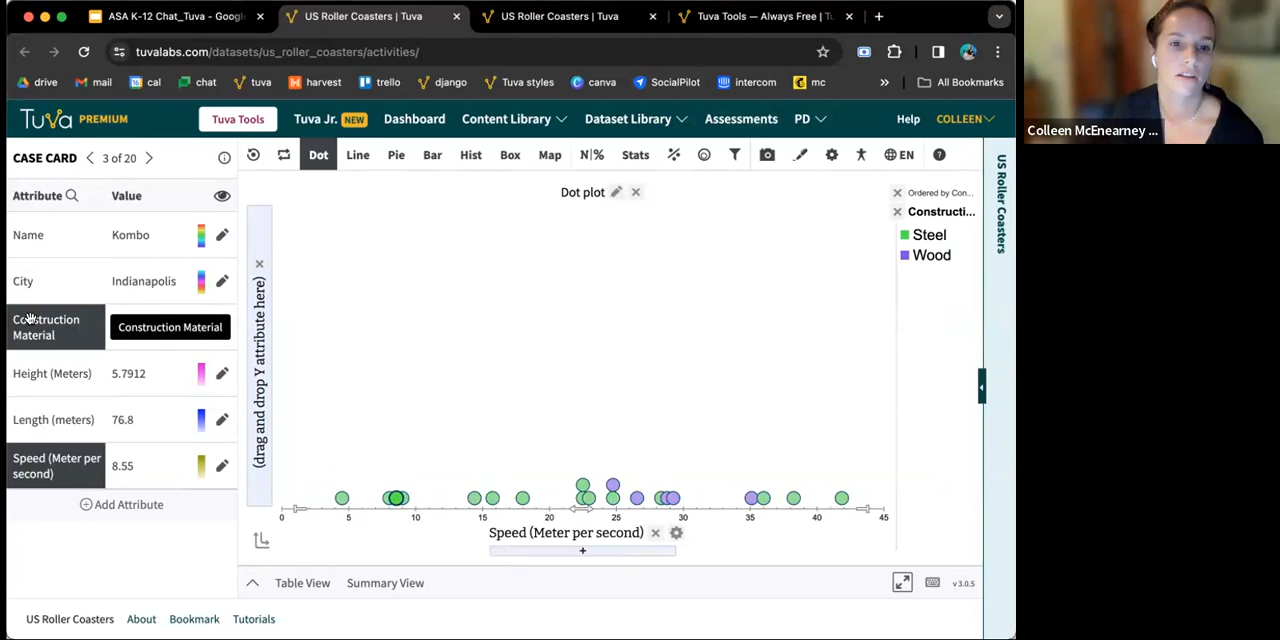 ASA K-12 Chat_Tuva - Googl
US Roller Coasters | Tuva
US Roller Coasters | Tuva
Tuva Tools — Always Free | Tu
tuvalabs.com/datasets/us_roller_coasters/activities/
drive
mail
cal
chat
tuva
harvest
trello
django
Tuva styles
canva
SocialPilot
intercom
mc
All Bookmarks
Tuva PREMIUM
Tuva Tools
Tuva Jr. NEW
Dashboard
Content Library
Dataset Library
Assessments
PD
Help
COLLEEN
Colleen McEnearney ...
CASE CARD
3 of 20
Dot
Line
Pie
Bar
Hist
Box
Map
N|%
Stats
EN
Attribute
Value
Name
Kombo
City
Indianapolis
Construction
Material
Construction Material
Height (Meters)
5.7912
Length (meters)
76.8
Speed (Meter per
second)
8.55
Add Attribute
Dot plot
(drag and drop Y attribute here)
Ordered by Con...
Constructi...
Steel
Wood
US Roller Coasters
0 5 10 15 20 25 30 35 40 45
Speed (Meter per second)
Table View
Summary View
v 3.0.5
US Roller Coasters
About
Bookmark
Tutorials